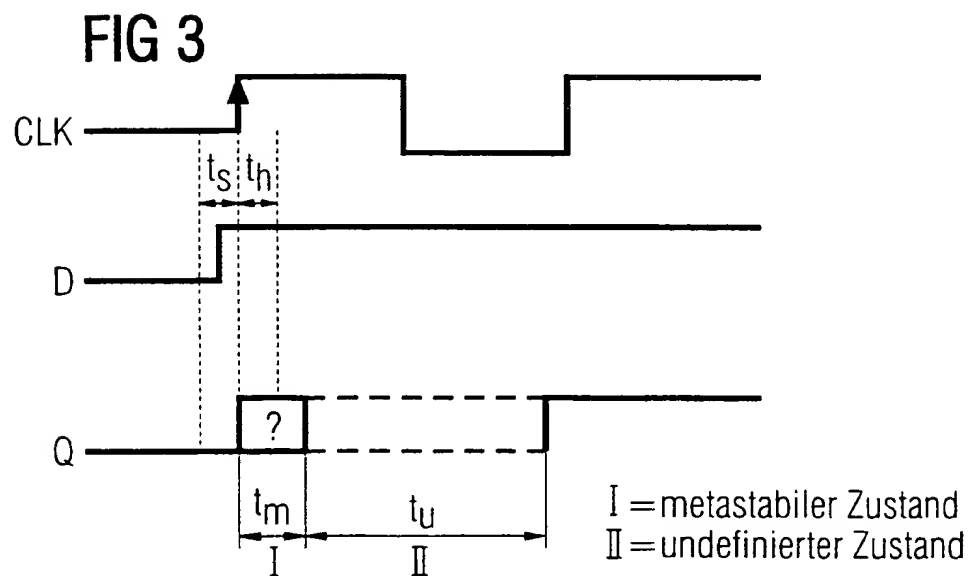 FIG 3
CLK
ts th
D
?
Q
tm tu
I II
I = metastabiler Zustand
II = undefinierter Zustand